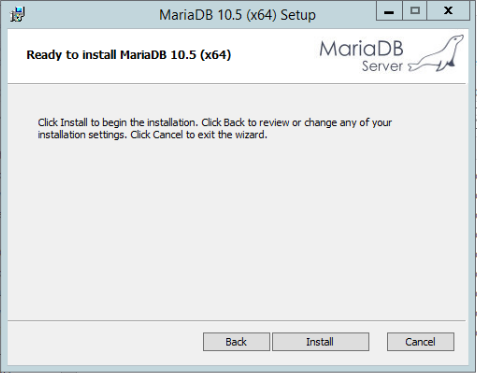 MariaDB 10.5 (x64) Setup
Ready to install MariaDB 10.5 (x64)
MariaDB
Server
Click Install to begin the installation. Click Back to review or change any of your
installation settings. Click Cancel to exit the wizard.
Back
Install
Cancel